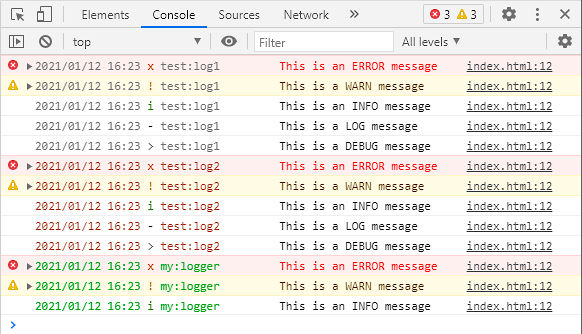 Elements Console Sources Network » 3 3
top Filter All levels
2021/01/12 16:23 x test:log1 This is an ERROR message index.html:12
2021/01/12 16:23 ! test:log1 This is a WARN message index.html:12
2021/01/12 16:23 i test:log1 This is an INFO message index.html:12
2021/01/12 16:23 - test:log1 This is a LOG message index.html:12
2021/01/12 16:23 > test:log1 This is a DEBUG message index.html:12
2021/01/12 16:23 x test:log2 This is an ERROR message index.html:12
2021/01/12 16:23 ! test:log2 This is a WARN message index.html:12
2021/01/12 16:23 i test:log2 This is an INFO message index.html:12
2021/01/12 16:23 - test:log2 This is a LOG message index.html:12
2021/01/12 16:23 > test:log2 This is a DEBUG message index.html:12
2021/01/12 16:23 x my:logger This is an ERROR message index.html:12
2021/01/12 16:23 ! my:logger This is a WARN message index.html:12
2021/01/12 16:23 i my:logger This is an INFO message index.html:12
>